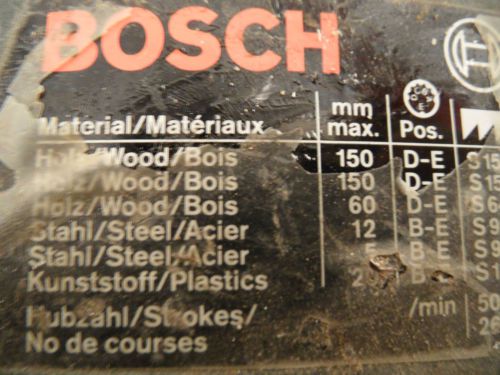 BOSCH
Material/Matériaux mm max. Pos.
Holz/Wood/Bois 150 D-E
Holz/Wood/Bois 150 D-E
Holz/Wood/Bois 60 D-E
Stahl/Steel/Acier 12 B-E
Stahl/Steel/Acier 5 B-E
Kunststoff/Plastics B-E
Hubzahl/Strokes/ /min
No de courses